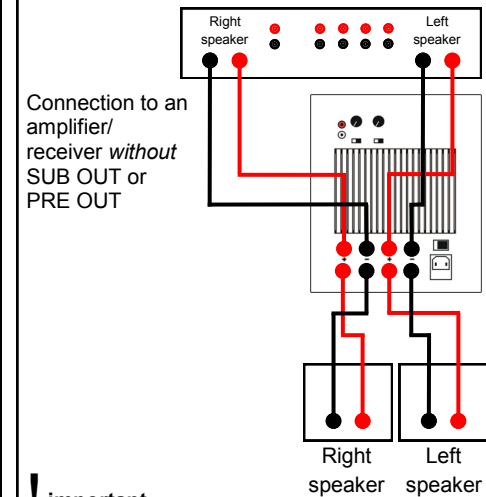 Right
speaker
Left
speaker
Connection to an
amplifier/
receiver without
SUB OUT or
PRE OUT
+ − + −
Right
speaker
Left
speaker
! important